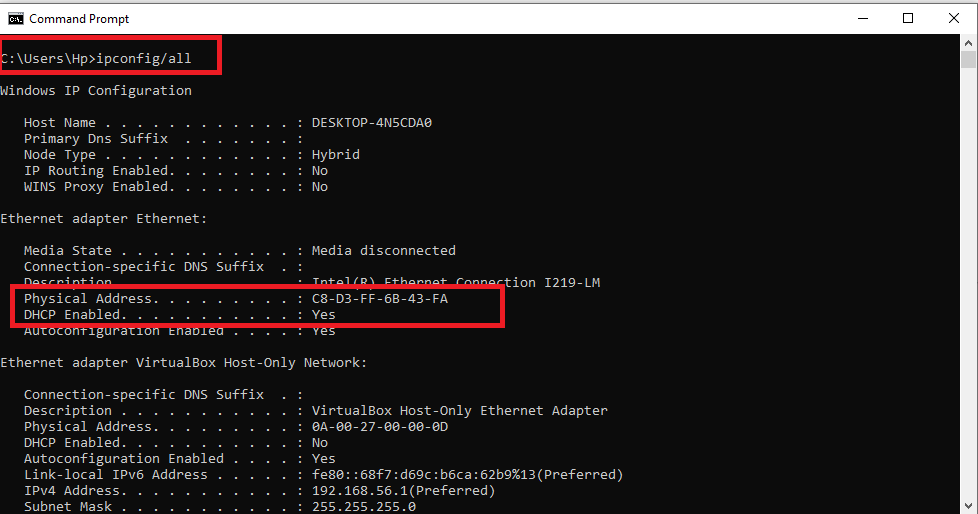 Command Prompt
C:\Users\Hp>ipconfig/all
Windows IP Configuration
Host Name . . . . . . . . . . . . : DESKTOP-4N5CDA0
Primary Dns Suffix  . . . . . . . :
Node Type . . . . . . . . . . . . : Hybrid
IP Routing Enabled. . . . . . . . : No
WINS Proxy Enabled. . . . . . . . : No
Ethernet adapter Ethernet:
Media State . . . . . . . . . . . : Media disconnected
Connection-specific DNS Suffix  . :
Description . . . . . . . . . . . : Intel(R) Ethernet Connection I219-LM
Physical Address. . . . . . . . . : C8-D3-FF-6B-43-FA
DHCP Enabled. . . . . . . . . . . : Yes
Autoconfiguration Enabled . . . . : Yes
Ethernet adapter VirtualBox Host-Only Network:
Connection-specific DNS Suffix  . :
Description . . . . . . . . . . . : VirtualBox Host-Only Ethernet Adapter
Physical Address. . . . . . . . . : 0A-00-27-00-00-0D
DHCP Enabled. . . . . . . . . . . : No
Autoconfiguration Enabled . . . . : Yes
Link-local IPv6 Address . . . . . : fe80::68f7:d69c:b6ca:62b9%13(Preferred)
IPv4 Address. . . . . . . . . . . : 192.168.56.1(Preferred)
Subnet Mask . . . . . . . . . . . : 255.255.255.0